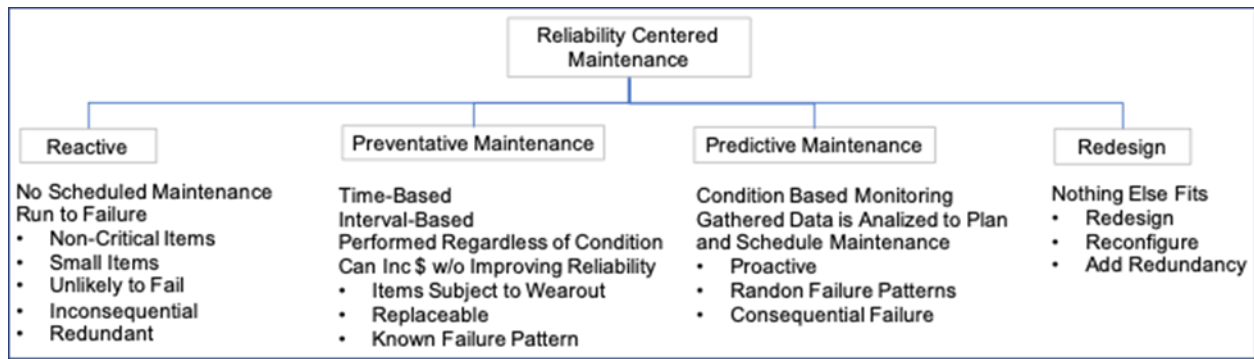 Reliability Centered
Maintenance
Reactive
No Scheduled Maintenance
Run to Failure
• Non-Critical Items
• Small Items
• Unlikely to Fail
• Inconsequential
• Redundant
Preventative Maintenance
Time-Based
Interval-Based
Performed Regardless of Condition
Can Inc $ w/o Improving Reliability
• Items Subject to Wearout
• Replaceable
• Known Failure Pattern
Predictive Maintenance
Condition Based Monitoring
Gathered Data is Analized to Plan
and Schedule Maintenance
• Proactive
• Randon Failure Patterns
• Consequential Failure
Redesign
Nothing Else Fits
• Redesign
• Reconfigure
• Add Redundancy